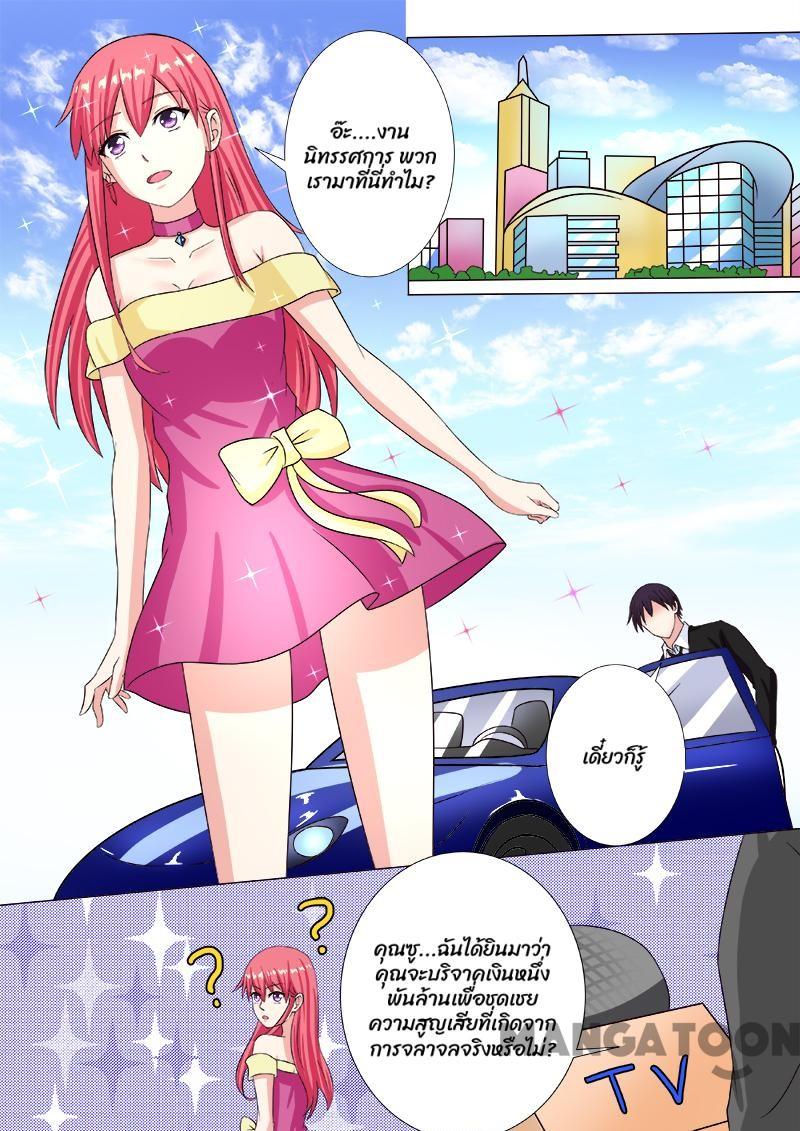 อ๊ะ....งาน
นิทรรศการ พวก
เรามาที่นี่ทำไม?
เดี๋ยวก็รู้
คุณซู...ฉันได้ยินมาว่า
คุณจะบริจาคเงินหนึ่ง
พันล้านเพื่อชดเชย
ความสูญเสียที่เกิดจาก
การจลาจลจริงหรือไม่?
? ?
MANGATOON
TV